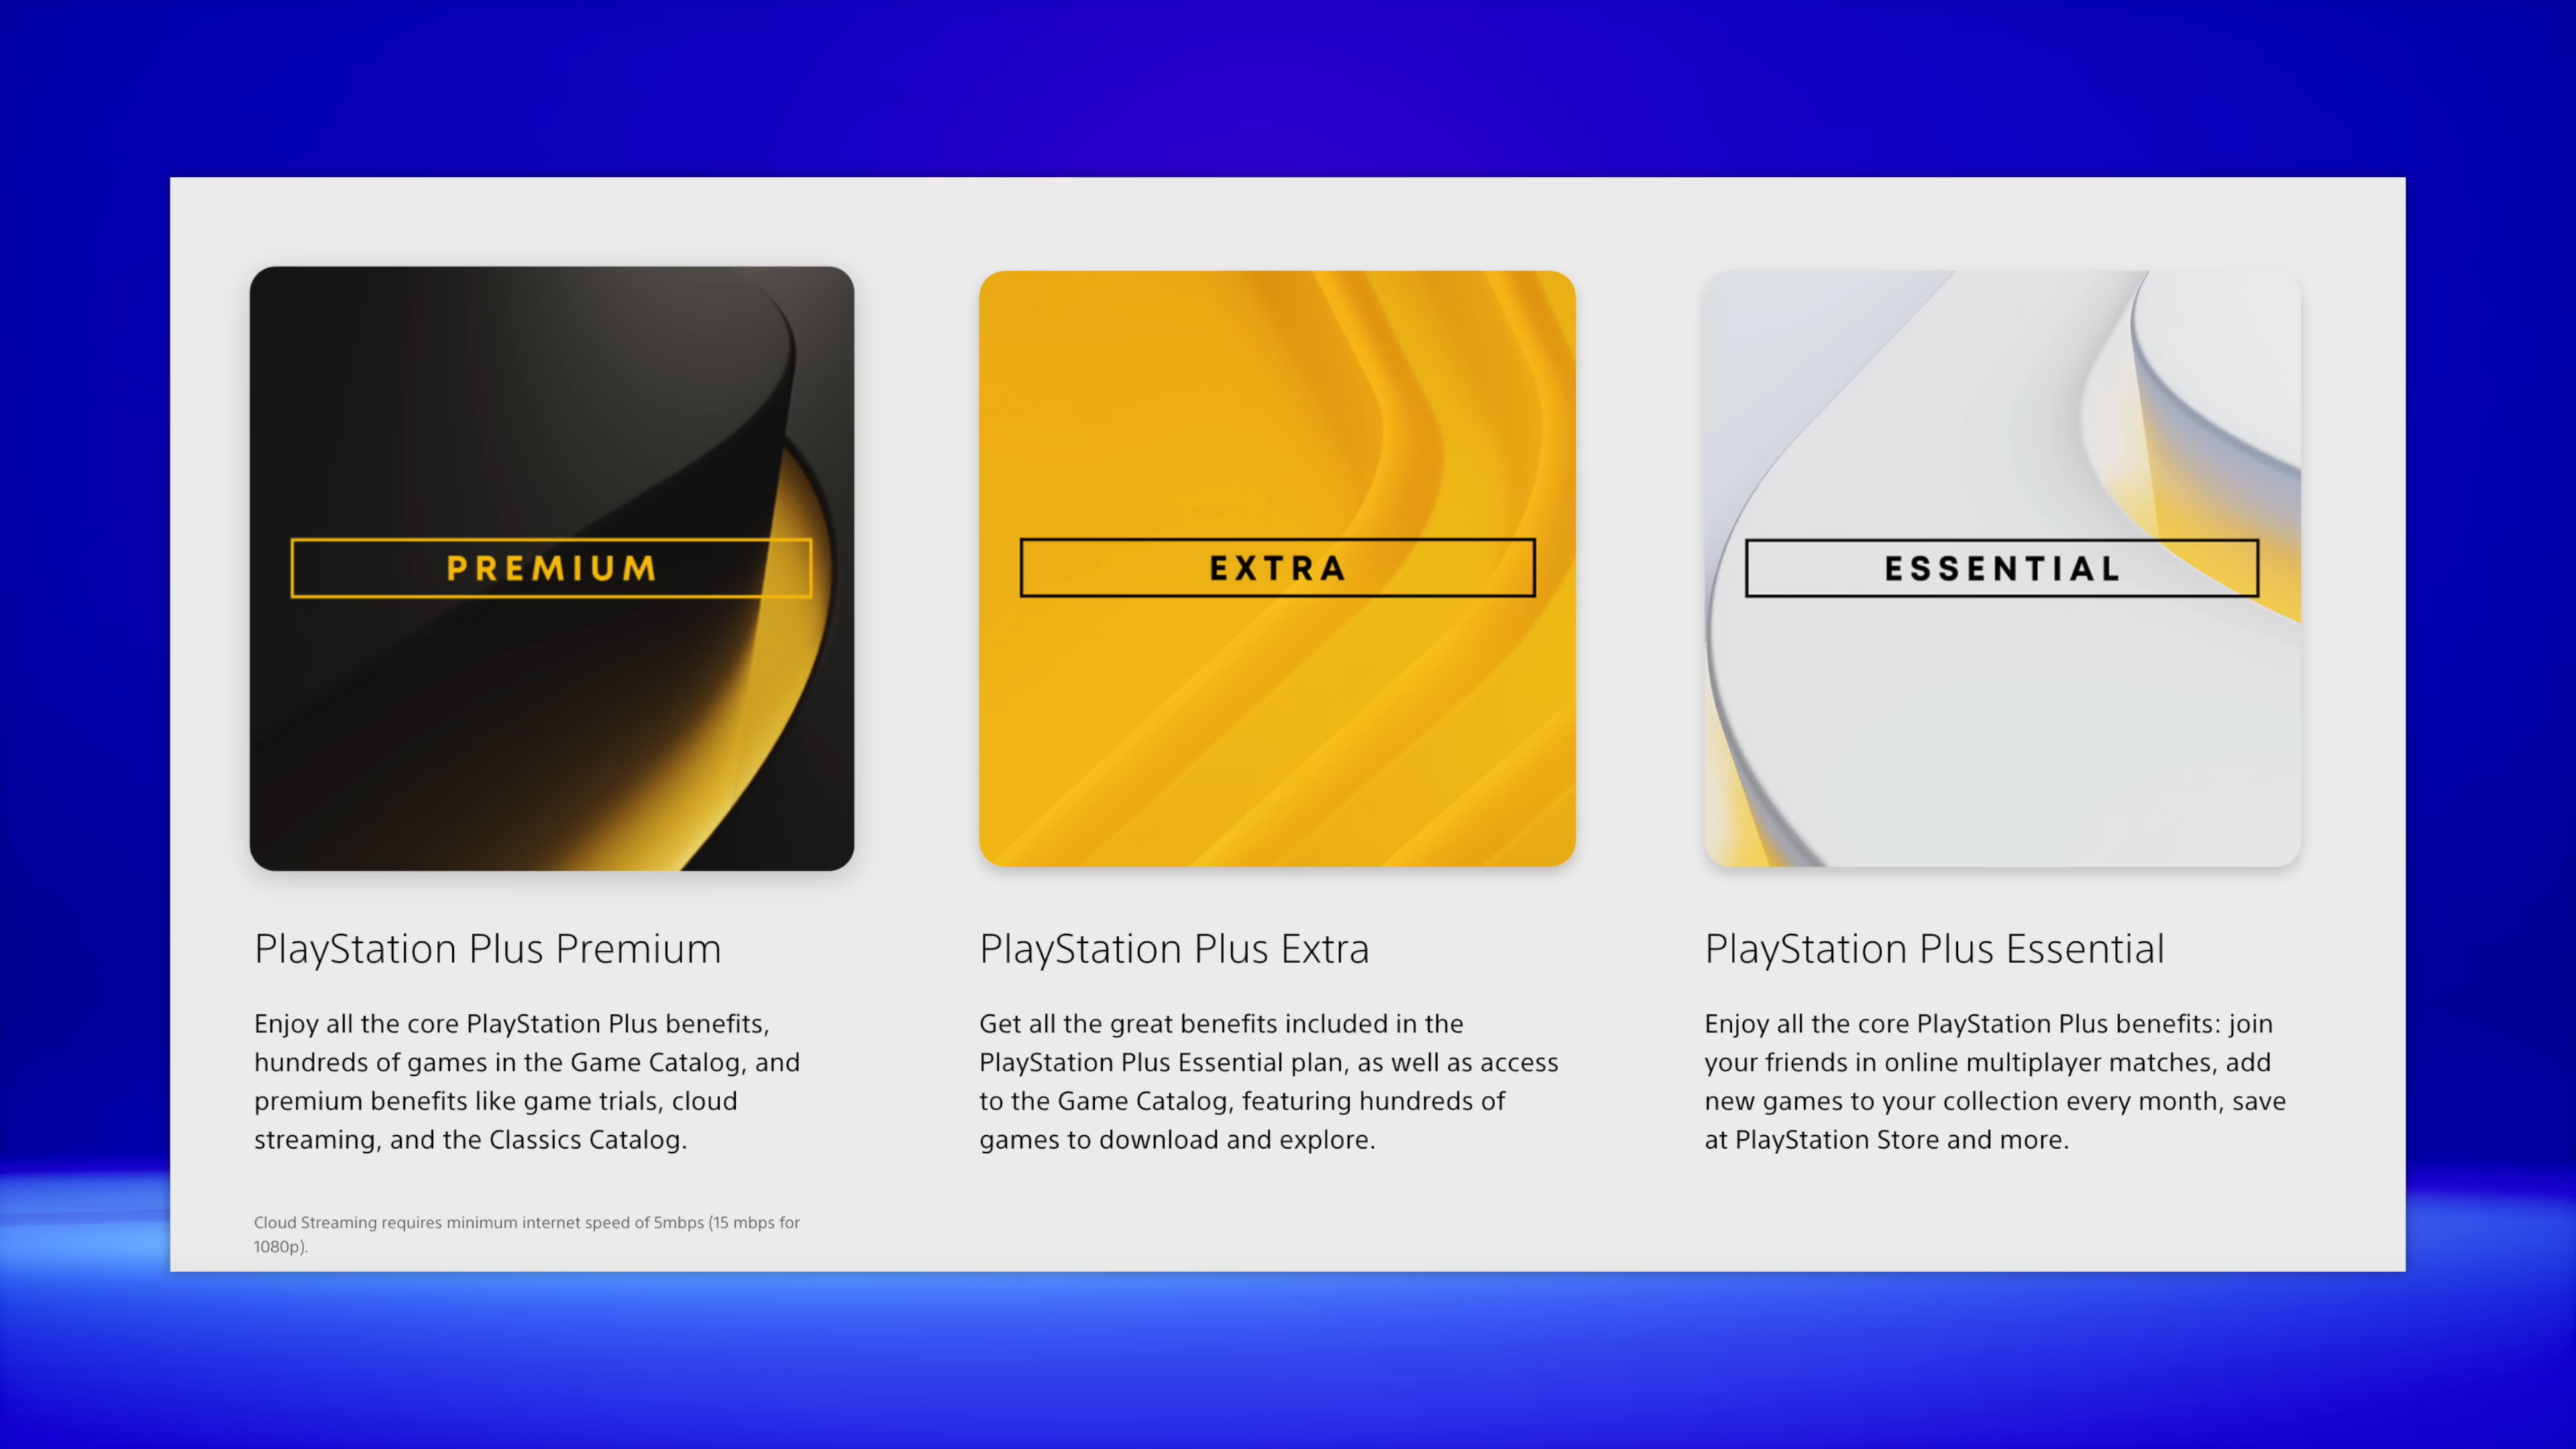 PREMIUM
PlayStation Plus Premium
Enjoy all the core PlayStation Plus benefits,
hundreds of games in the Game Catalog, and
premium benefits like game trials, cloud
streaming, and the Classics Catalog.
Cloud Streaming requires minimum internet speed of 5mbps (15 mbps for
1080p).
EXTRA
PlayStation Plus Extra
Get all the great benefits included in the
PlayStation Plus Essential plan, as well as access
to the Game Catalog, featuring hundreds of
games to download and explore.
ESSENTIAL
PlayStation Plus Essential
Enjoy all the core PlayStation Plus benefits: join
your friends in online multiplayer matches, add
new games to your collection every month, save
at PlayStation Store and more.